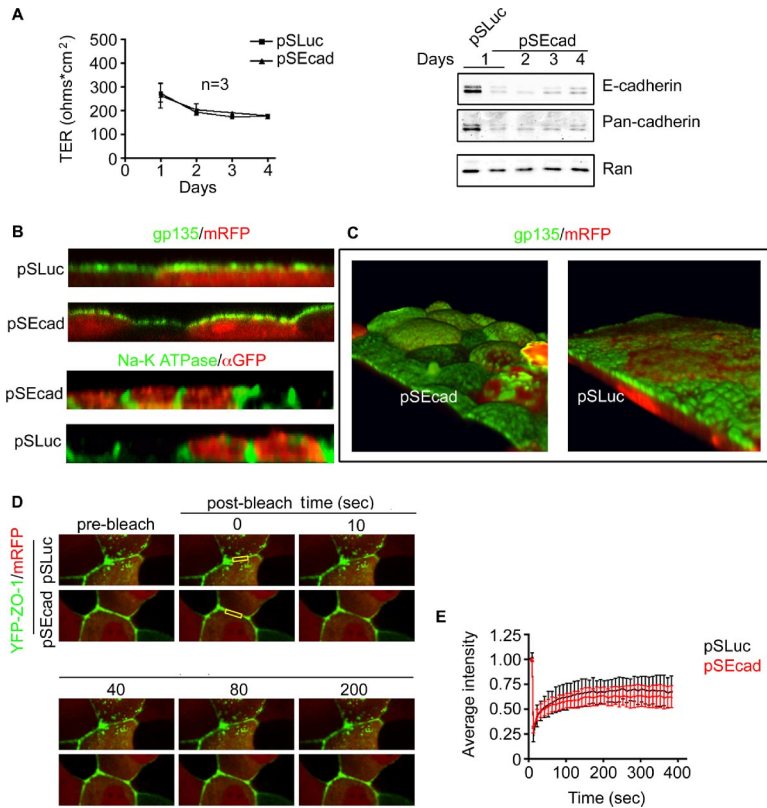 A
TER (ohms*cm2)
500
400
300
200
100
0
0 1 2 3 4
Days
pSLuc
pSEcad
n=3
pSLuc
pSEcad
Days 1 2 3 4
E-cadherin
Pan-cadherin
Ran
B
gp135/mRFP
pSLuc
pSEcad
Na-K ATPase/αGFP
pSEcad
pSLuc
C
gp135/mRFP
pSEcad
pSLuc
D
post-bleach time (sec)
pre-bleach 0 10
YFP-ZO-1/mRFP
pSLuc
pSEcad
40 80 200
E
Average intensity
1.25
1.00
0.75
0.50
0.25
0
0 100 200 300 400
Time (sec)
pSLuc
pSEcad